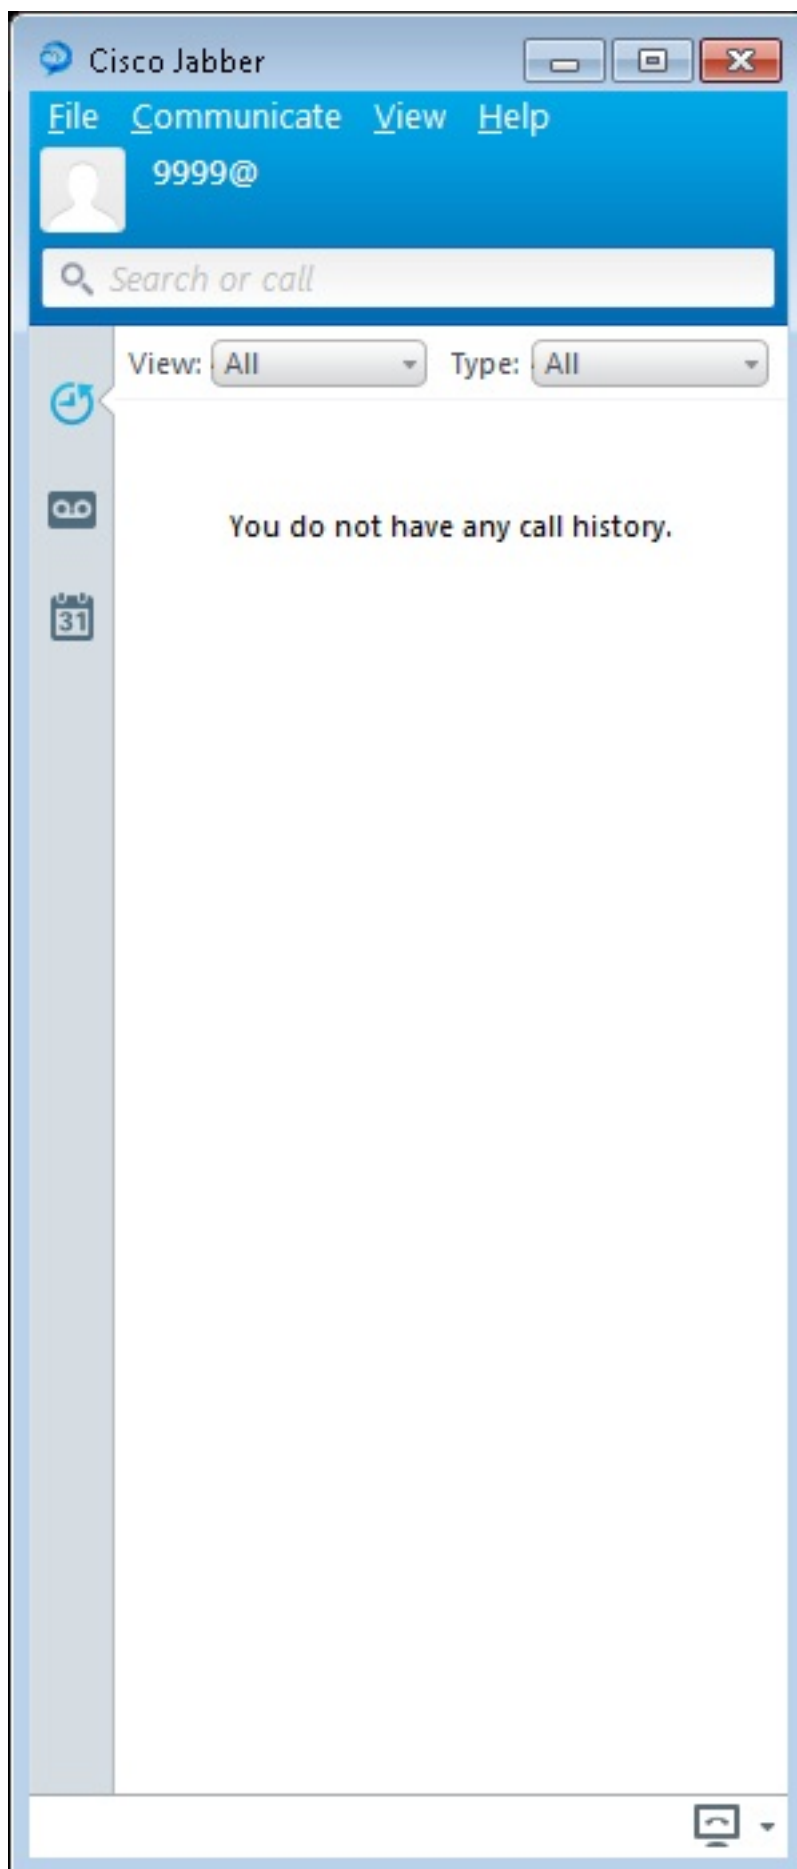 Cisco Jabber
File Communicate View Help
9999@
Search or call
View: All Type: All
You do not have any call history.
31